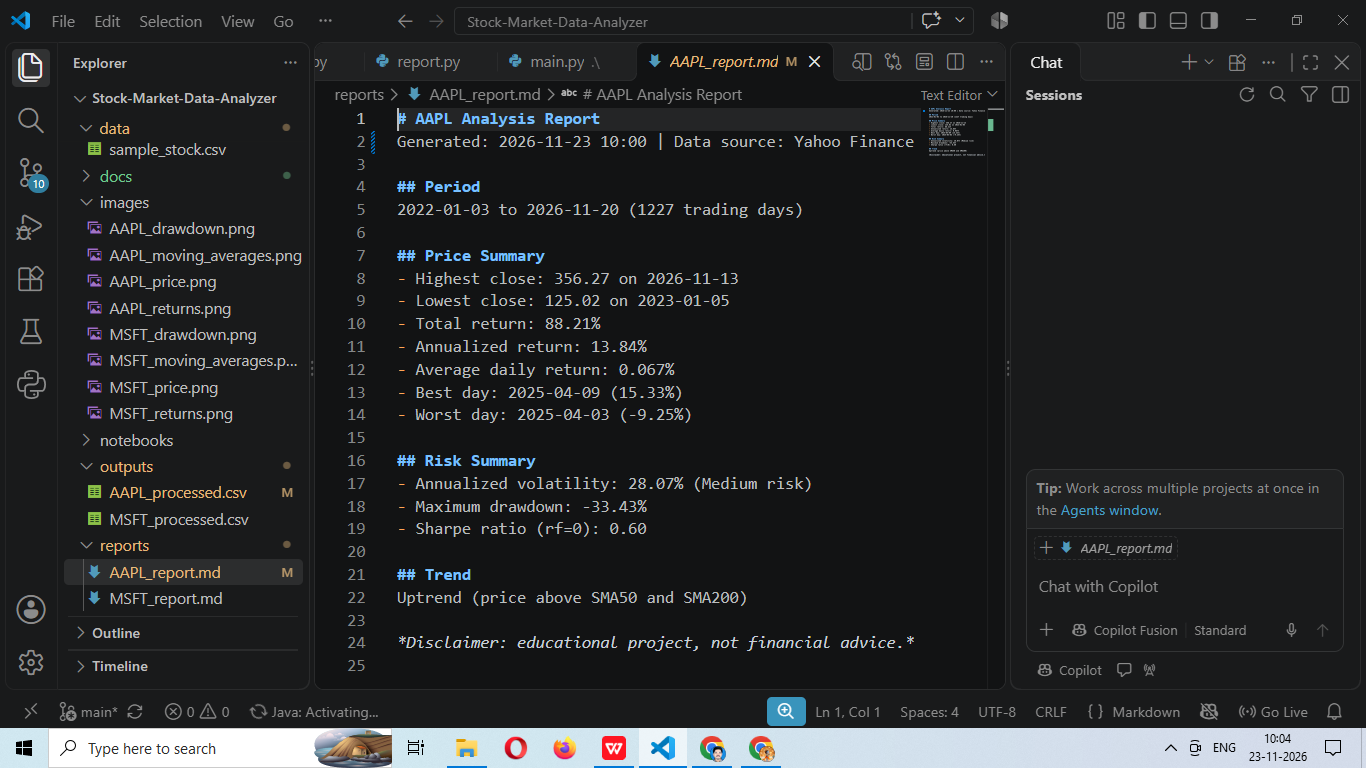 File Edit Selection View Go ···
Stock-Market-Data-Analyzer
Explorer ···
Stock-Market-Data-Analyzer
data
sample_stock.csv
docs
images
AAPL_drawdown.png
AAPL_moving_averages.png
AAPL_price.png
AAPL_returns.png
MSFT_drawdown.png
MSFT_moving_averages.p...
MSFT_price.png
MSFT_returns.png
notebooks
outputs
AAPL_processed.csv M
MSFT_processed.csv
reports
AAPL_report.md M
MSFT_report.md
Outline
Timeline
10
py report.py main.py .\ AAPL_report.md M
reports > AAPL_report.md > abc # AAPL Analysis Report
Text Editor
1 # AAPL Analysis Report
2 Generated: 2026-11-23 10:00 | Data source: Yahoo Finance
3
4 ## Period
5 2022-01-03 to 2026-11-20 (1227 trading days)
6
7 ## Price Summary
8 - Highest close: 356.27 on 2026-11-13
9 - Lowest close: 125.02 on 2023-01-05
10 - Total return: 88.21%
11 - Annualized return: 13.84%
12 - Average daily return: 0.067%
13 - Best day: 2025-04-09 (15.33%)
14 - Worst day: 2025-04-03 (-9.25%)
15
16 ## Risk Summary
17 - Annualized volatility: 28.07% (Medium risk)
18 - Maximum drawdown: -33.43%
19 - Sharpe ratio (rf=0): 0.60
20
21 ## Trend
22 Uptrend (price above SMA50 and SMA200)
23
24 *Disclaimer: educational project, not financial advice.*
25
Chat
Sessions
Tip: Work across multiple projects at once in
the Agents window.
AAPL_report.md
Chat with Copilot
Copilot Fusion Standard
Copilot
main* 0 0 Java: Activating... Ln 1, Col 1 Spaces: 4 UTF-8 CRLF { } Markdown Go Live
Type here to search
W
ENG
10:04
23-11-2026